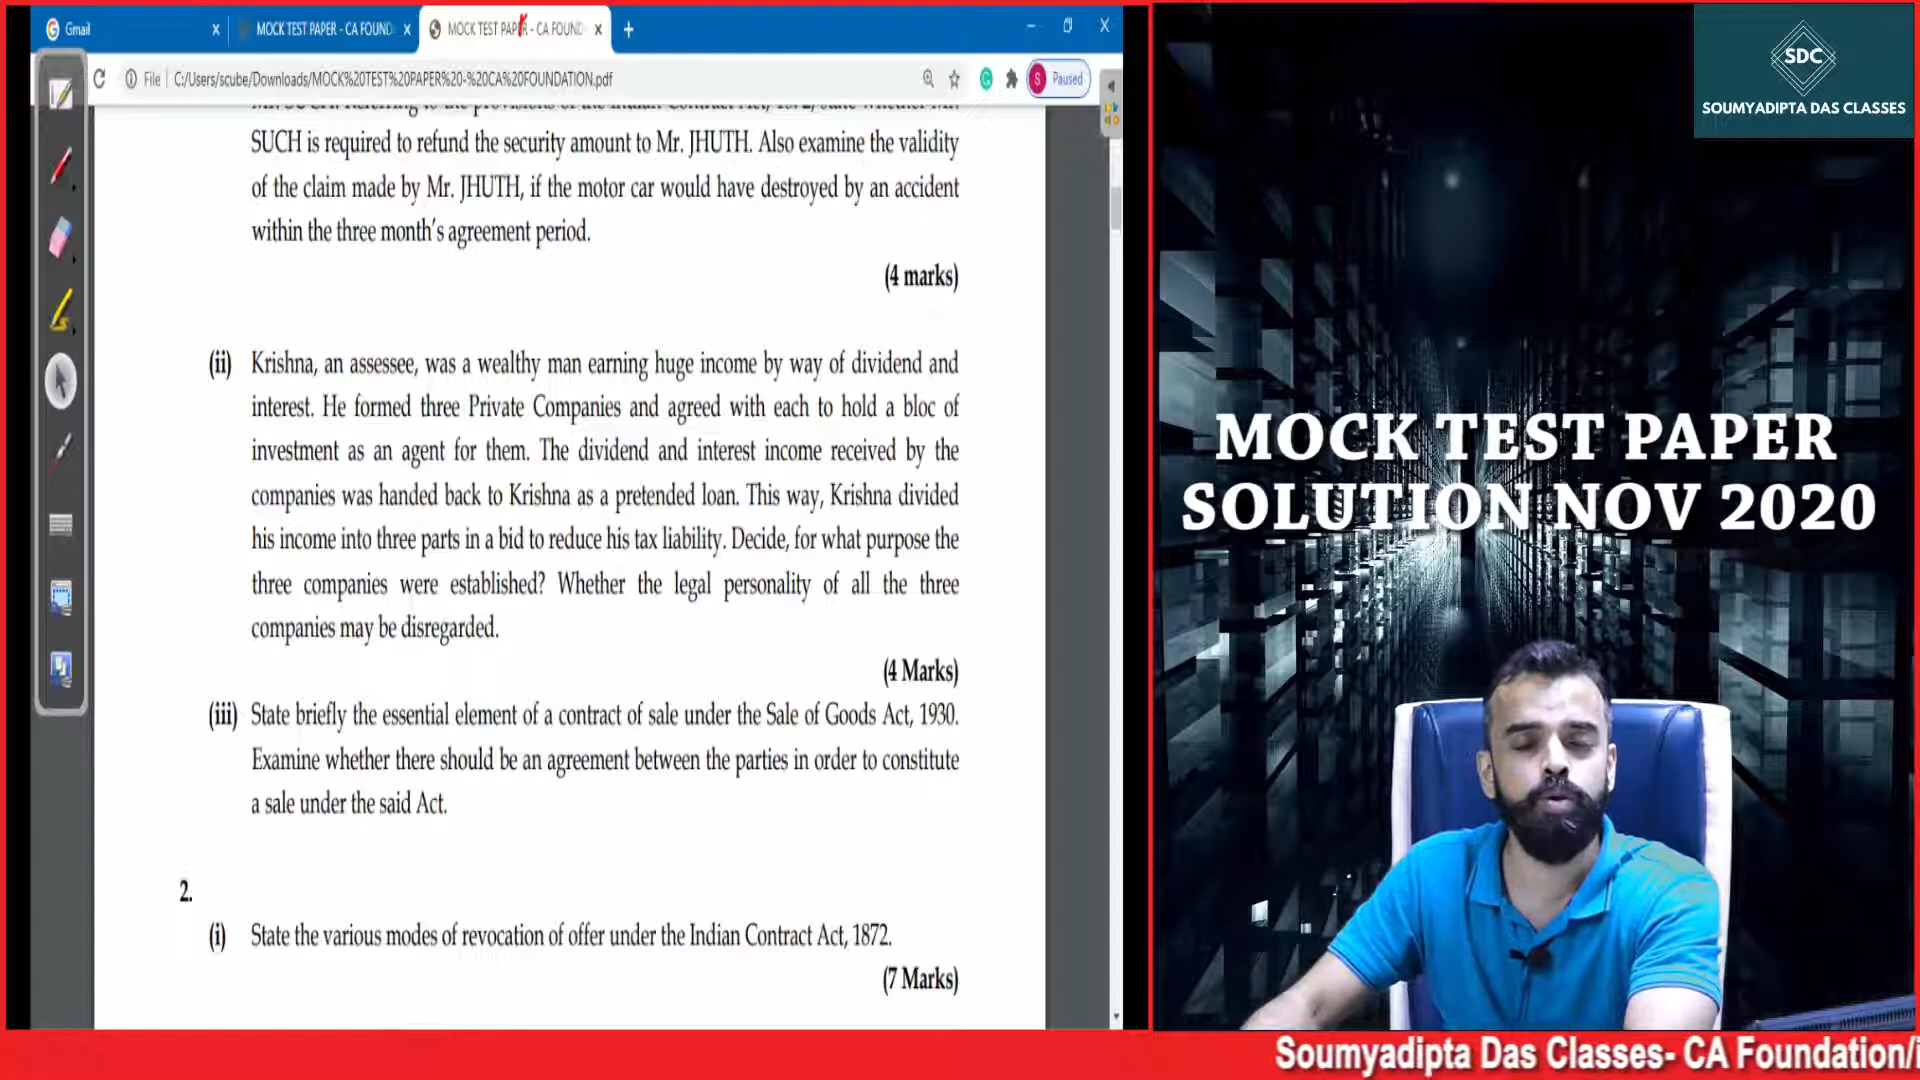 Gmail
MOCK TEST PAPER - CA FOUND
MOCK TEST PAPER - CA FOUND
File
C:/Users/scube/Downloads/MOCK%20TEST%20PAPER%20-%20CA%20FOUNDATION.pdf
S
Paused
SUCH is required to refund the security amount to Mr. JHUTH. Also examine the validity
of the claim made by Mr. JHUTH, if the motor car would have destroyed by an accident
within the three month's agreement period.
(4 marks)
(ii) Krishna, an assessee, was a wealthy man earning huge income by way of dividend and
interest. He formed three Private Companies and agreed with each to hold a bloc of
investment as an agent for them. The dividend and interest income received by the
companies was handed back to Krishna as a pretended loan. This way, Krishna divided
his income into three parts in a bid to reduce his tax liability. Decide, for what purpose the
three companies were established? Whether the legal personality of all the three
companies may be disregarded.
(4 Marks)
(iii) State briefly the essential element of a contract of sale under the Sale of Goods Act, 1930.
Examine whether there should be an agreement between the parties in order to constitute
a sale under the said Act.
2.
(i) State the various modes of revocation of offer under the Indian Contract Act, 1872.
(7 Marks)
SDC
SOUMYADIPTA DAS CLASSES
MOCK TEST PAPER
SOLUTION NOV 2020
Soumyadipta Das Classes- CA Foundation/